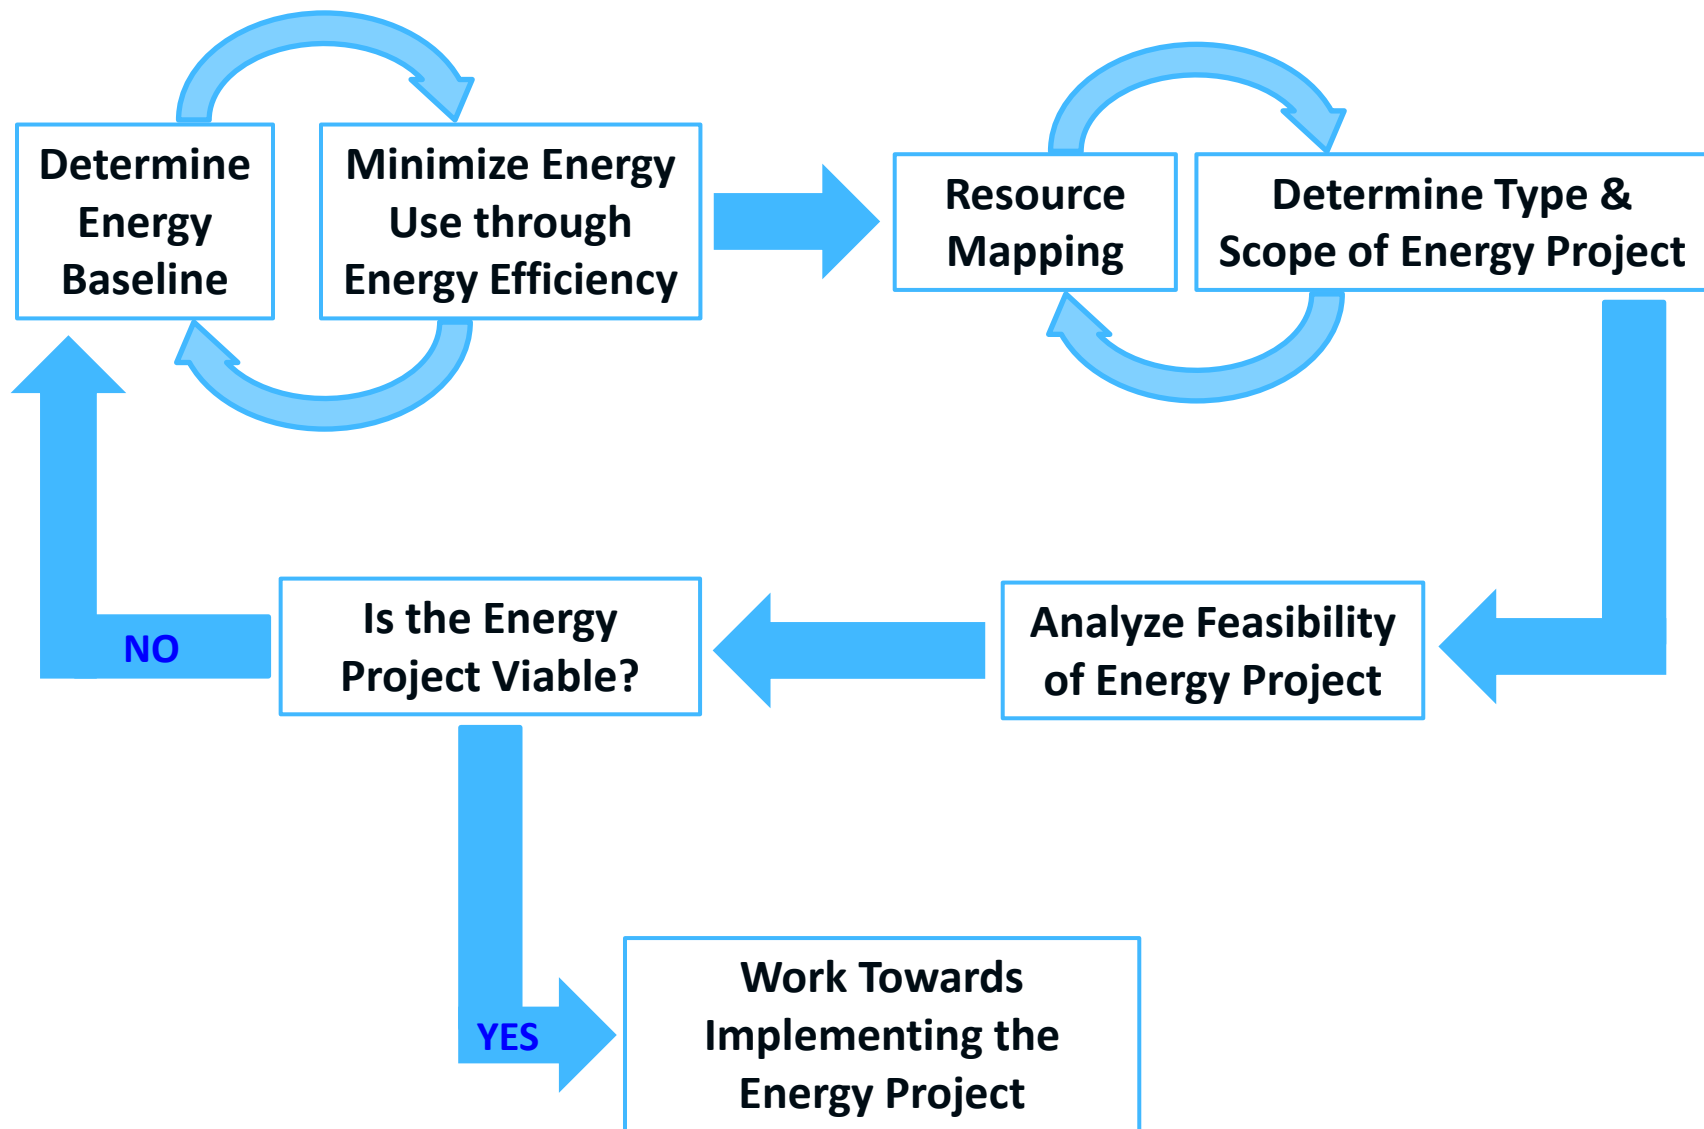 Determine
Energy
Baseline
Minimize Energy
Use through
Energy Efficiency
Resource
Mapping
Determine Type &
Scope of Energy Project
Analyze Feasibility
of Energy Project
Is the Energy
Project Viable?
NO
YES
Work Towards
Implementing the
Energy Project